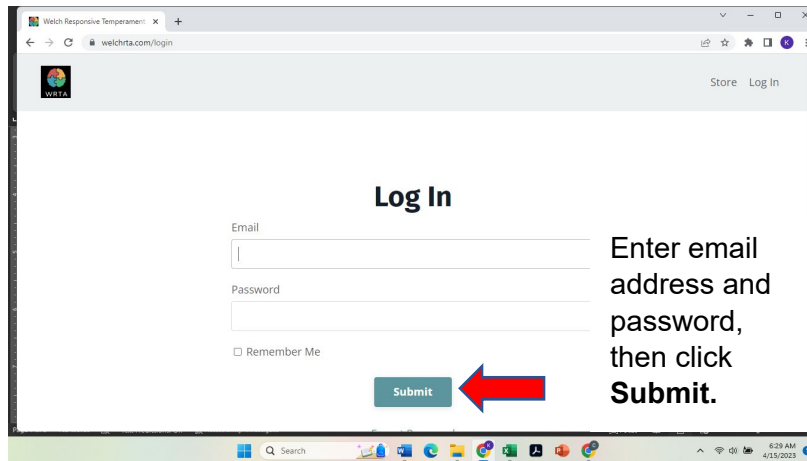 Welch Responsive Temperament
welchrta.com/login
K
WRTA
Store Log In
Log In
Email
Password
Remember Me
Submit
Enter email
address and
password,
then click
Submit.
Search
6:29 AM
4/15/2023